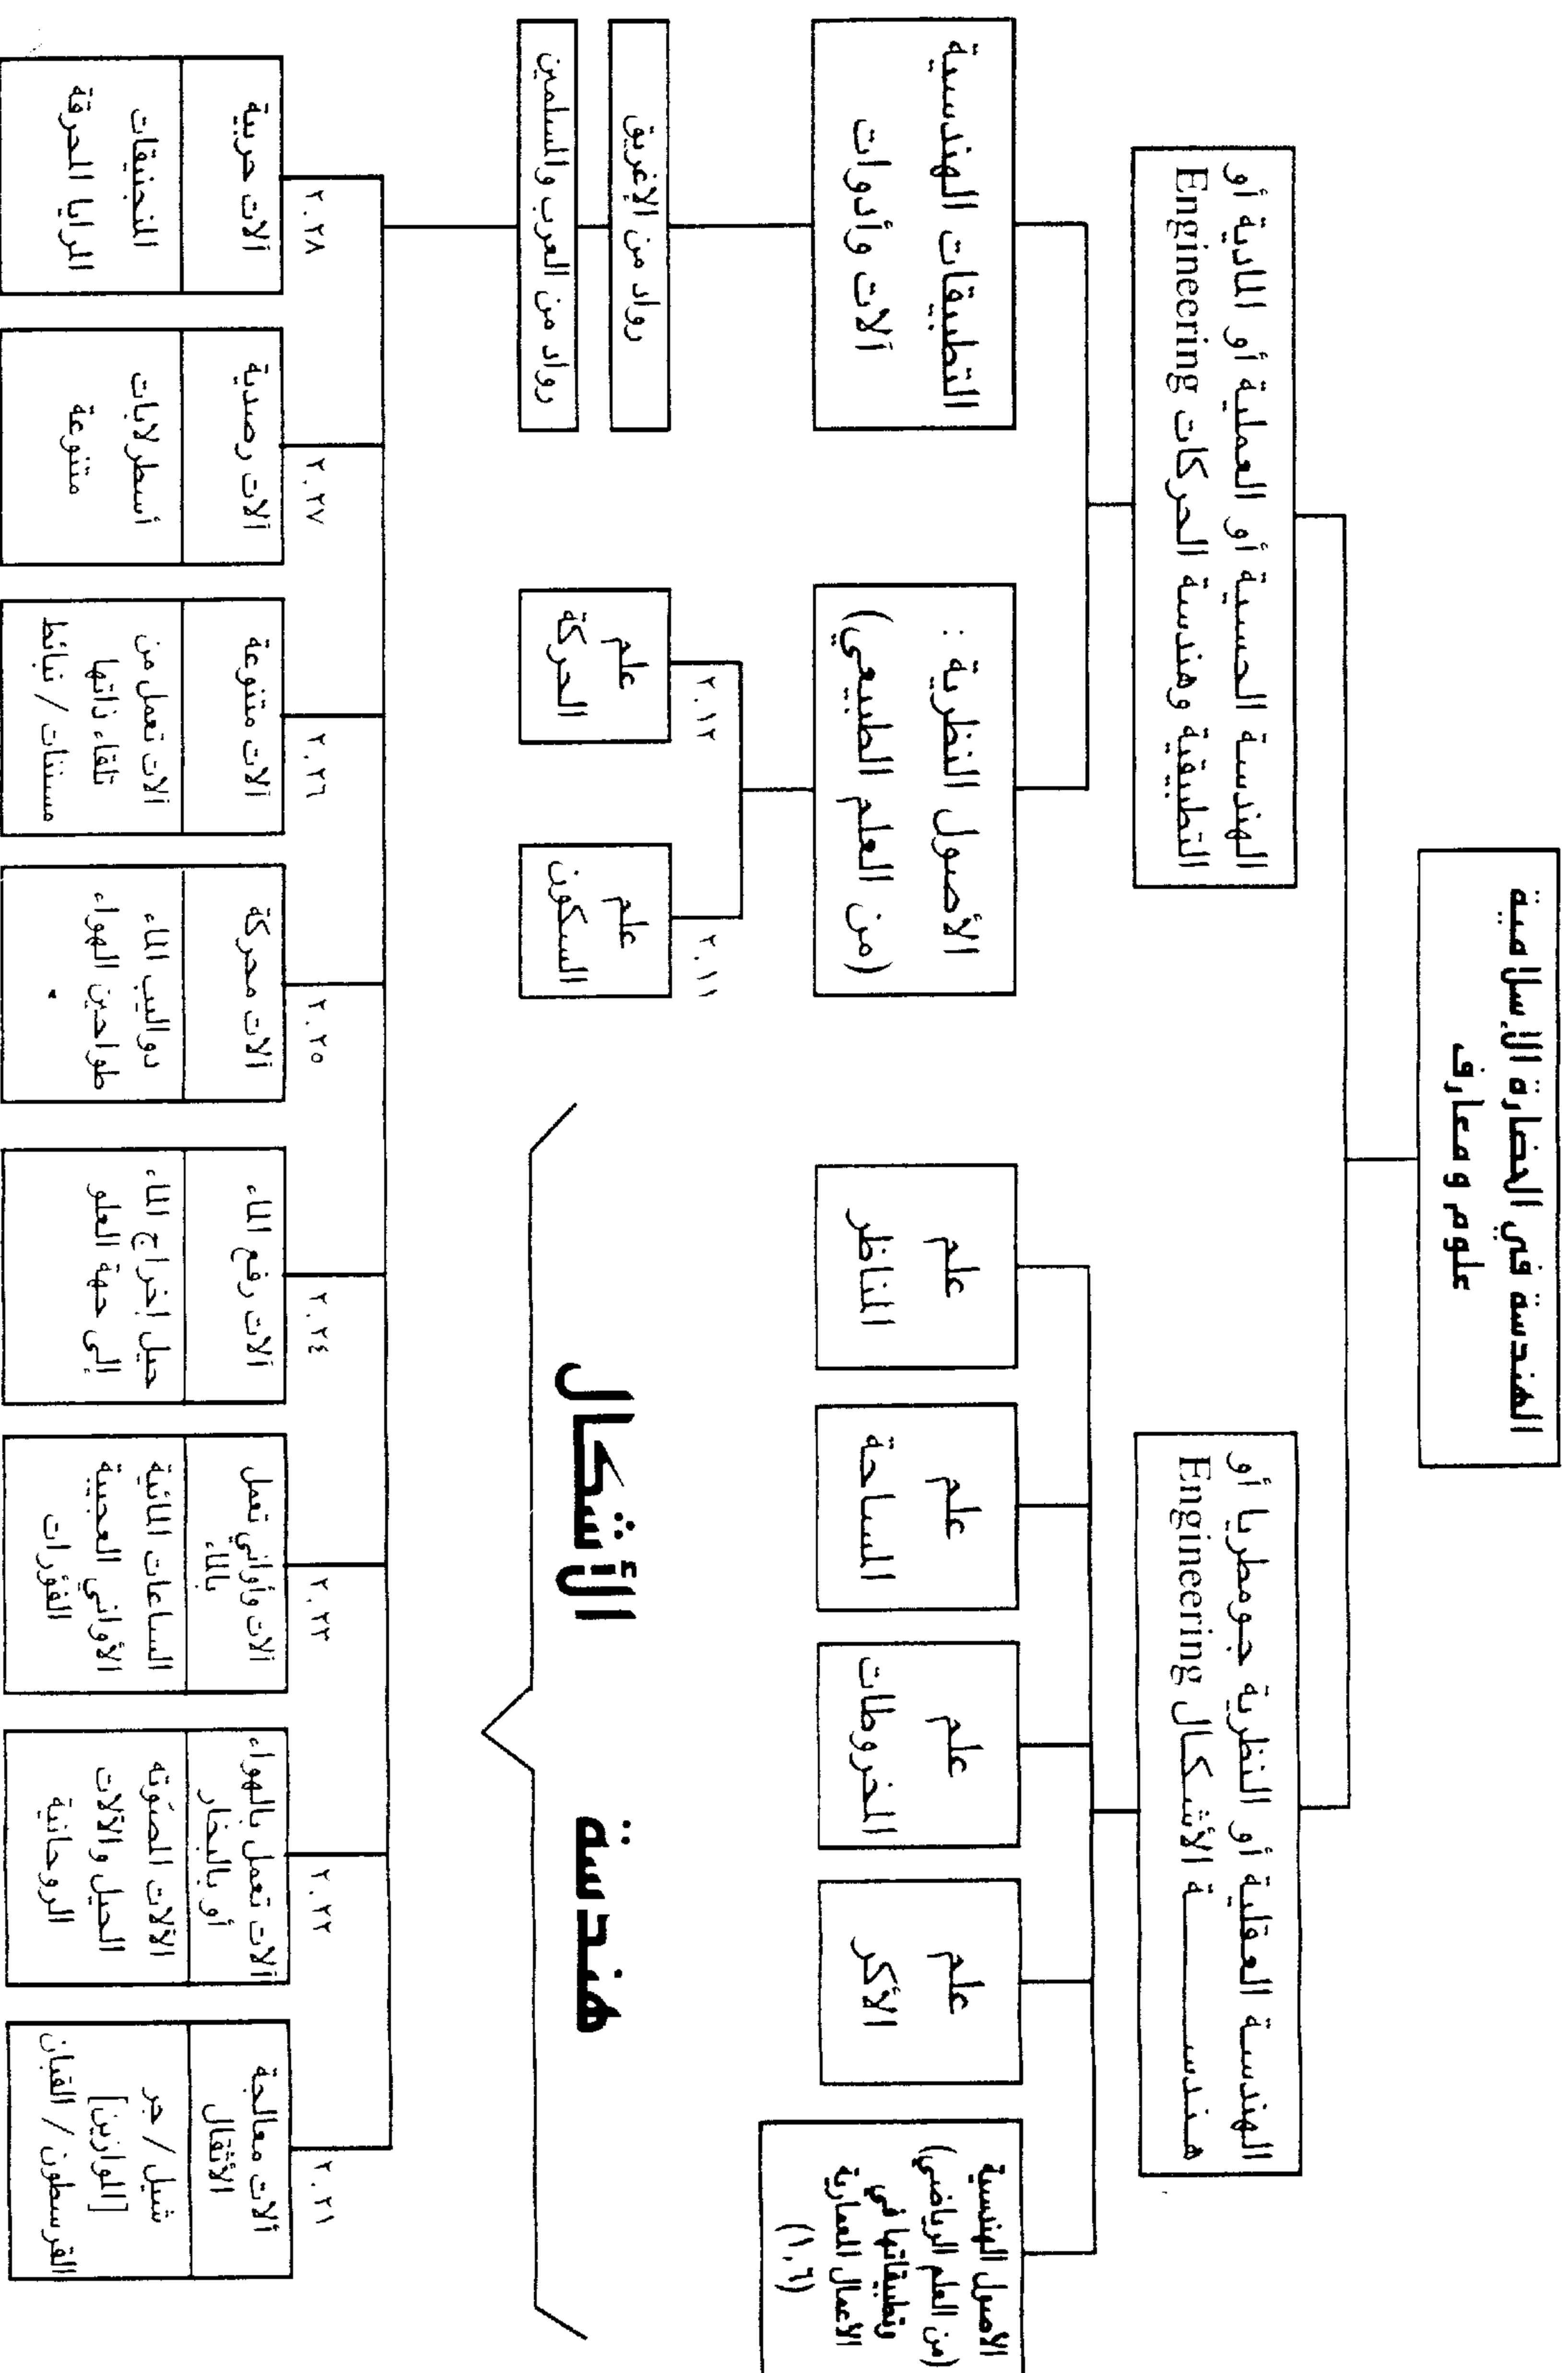 الهندسة في الحضارة الإسلامية
علوم ومعارف
الهندسة العقلية أو النظرية جومطريا أو
هندســـــة الأشكال Engineering
الهندسة الحسية أو العملية أو المادية أو
التطبيقية وهندسة الحركات Engineering
الأصول الهندسية
(من العلم الرياضي)
وتطبيقاتها في
الأعمال المعمارية
(١،٦)
علم
الأكر
علم
المخروطات
علم
المساحة
علم
المناظر
الأصول النظرية :
(من العلم الطبيعي)
التطبيقات الهندسية
آلات وأدوات
هندسة الأشكال
٢،١١
علم
السكون
٢،١٢
علم
الحركة
رواد من الإغريق
رواد من العرب والمسلمين
٢،٢١
آلات معالجة
الأثقال
شيل / جر
[الموازين]
القرسطون / القبان
٢،٢٢
آلات تعمل بالهواء
أو بالبخار
الآلات المصوته
الحيل والآلات
الروحانية
٢،٢٣
آلات وأواني تعمل
بالماء
الساعات المائية
الأواني العجيبة
الفؤرات
٢،٢٤
آلات رفع الماء
حيل إخراج الماء
إلى جهة العلو
٢،٢٥
آلات محركة
دواليب الماء
طواحين الهواء
٢،٢٦
آلات متنوعة
آلات تعمل من
تلقاء ذاتها
مسننات / نبائط
٢،٢٧
آلات رصدية
أسطرلابات
متنوعة
٢،٢٨
آلات حربية
المنجنيقات
المرايا المحرقة